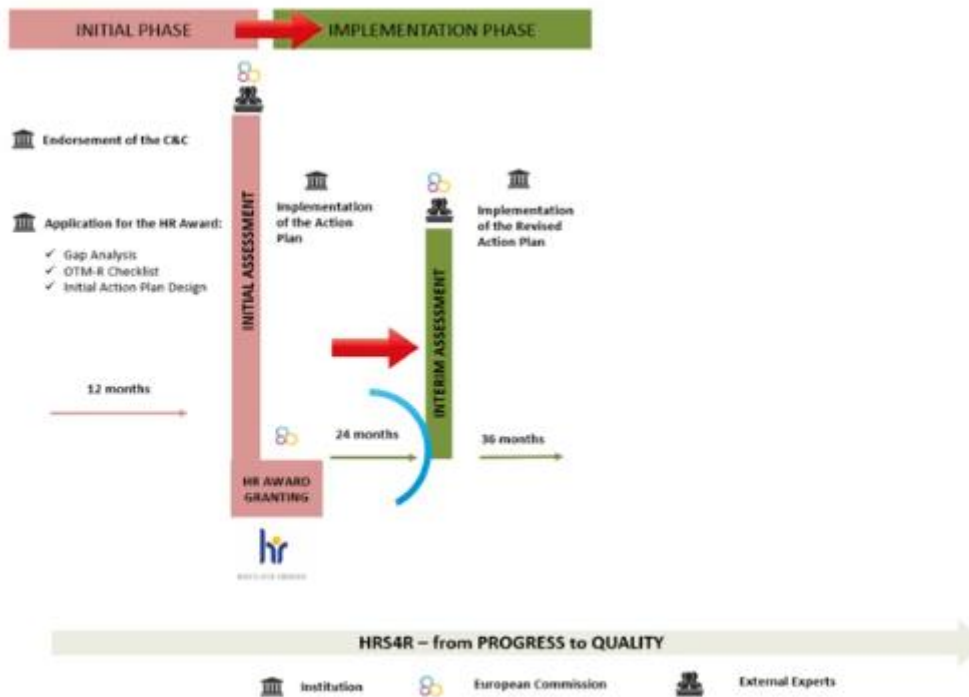 INITIAL PHASE
IMPLEMENTATION PHASE
Endorsement of the C&C
Application for the HR Award:
✓ Gap Analysis
✓ OTM-R Checklist
✓ Initial Action Plan Design
12 months
INITIAL ASSESSMENT
HR AWARD
GRANTING
hr
Implementation
of the Action
Plan
24 months
INTERIM ASSESSMENT
Implementation
of the Revised
Action Plan
36 months
HRS4R – from PROGRESS to QUALITY
Institution
European Commission
External Experts